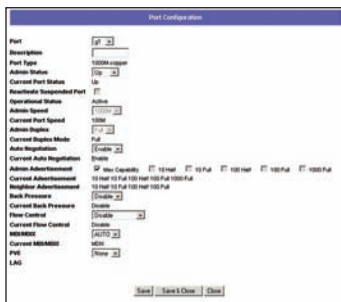 Port Configuration
Port g1
Description
Port Type 1000M-copper
Admin Status Up
Current Port Status Up
Reactivate Suspended Port
Operational Status Active
Admin Speed 1000M
Current Port Speed 100M
Admin Duplex Full
Current Duplex Mode Full
Auto Negotiation Enable
Current Auto Negotiation Enable
Admin Advertisement Max Capability 10 Half 10 Full 100 Half 100 Full 1000 Full
Current Advertisement 10 Half 10 Full 100 Half 100 Full 1000 Full
Neighbor Advertisement 10 Half 10 Full 100 Half 100 Full
Back Pressure Disable
Current Back Pressure Disable
Flow Control Disable
Current Flow Control Disable
MDI/MDIX AUTO
Current MDI/MDIX MDIX
PVE None
LAG
Save Save & Close Close